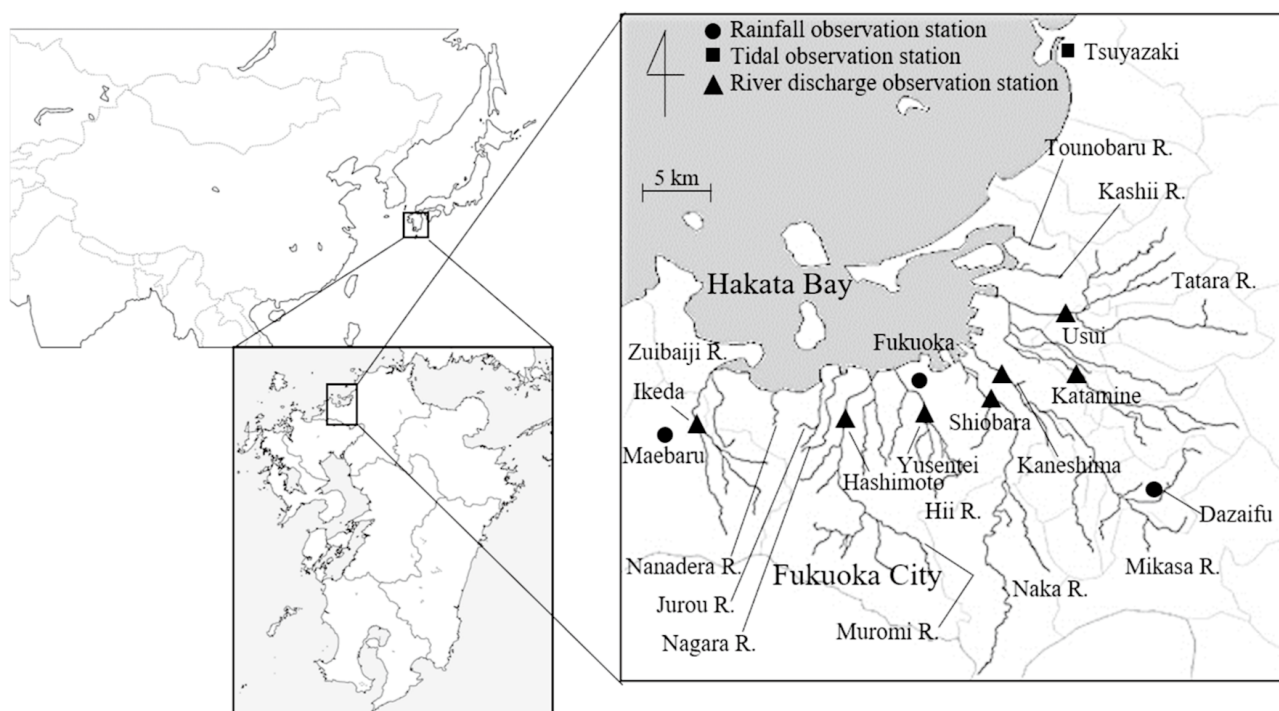 Rainfall observation station
Tidal observation station
River discharge observation station
Tsuyazaki
Tounobaru R.
5 km
Kashii R.
Hakata Bay
Tatara R.
Usui
Fukuoka
Zuibaiji R.
Ikeda
Katamine
Shiobara
Maebaru
Yusentei
Kaneshima
Hashimoto
Hii R.
Dazaifu
Nanadera R.
Fukuoka City
Mikasa R.
Naka R.
Jurou R.
Muromi R.
Nagara R.